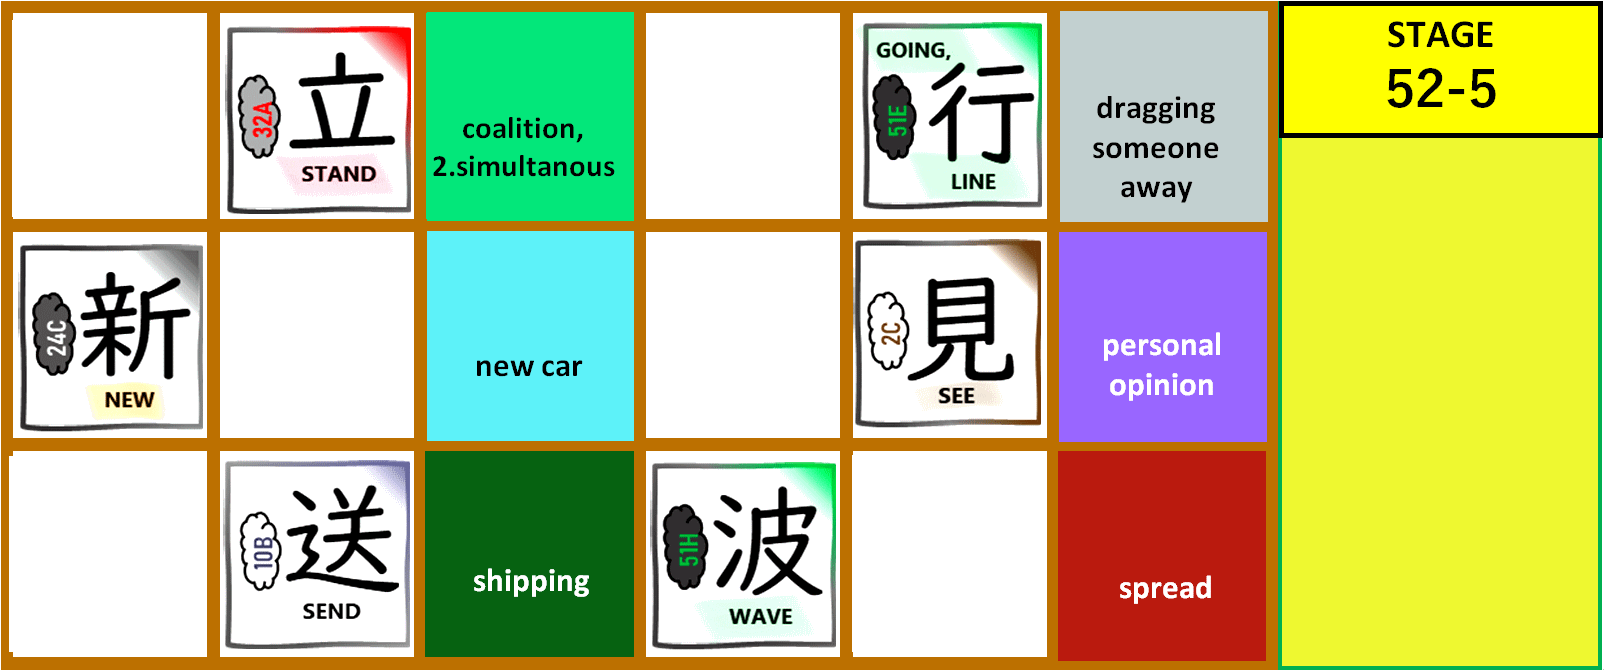 32A
立
STAND
coalition,
2.simultanous
GOING,
51E
行
LINE
dragging
someone
away
STAGE
52-5
24C
新
NEW
new car
2C
見
SEE
personal
opinion
10B
送
SEND
shipping
51H
波
WAVE
spread